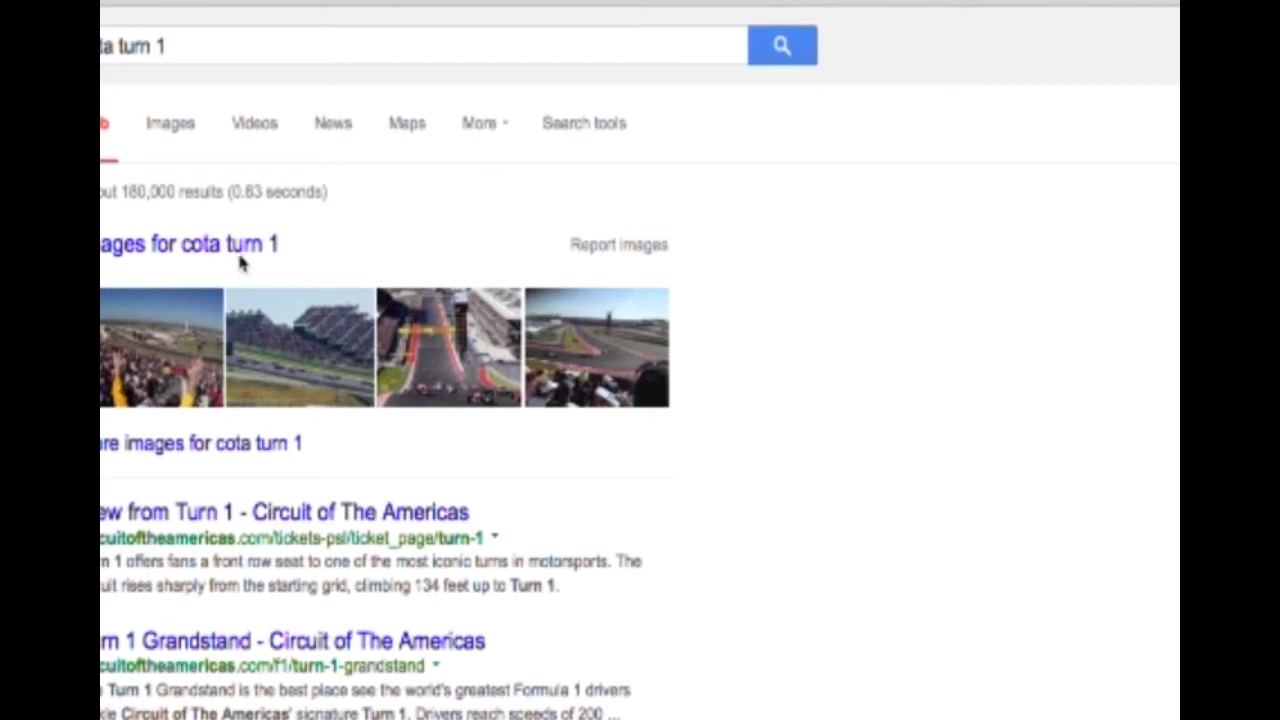 ta turn 1
b Images Videos News Maps More Search tools
out 180,000 results (0.63 seconds)
ages for cota turn 1 Report images
ore images for cota turn 1
ew from Turn 1 - Circuit of The Americas
cuitoftheamericas.com/tickets-psl/ticket_page/turn-1
n 1 offers fans a front row seat to one of the most iconic turns in motorsports. The
uit rises sharply from the starting grid, climbing 134 feet up to Turn 1.
rn 1 Grandstand - Circuit of The Americas
cuitoftheamericas.com/f1/turn-1-grandstand
Turn 1 Grandstand is the best place see the world's greatest Formula 1 drivers
kle Circuit of The Americas' signature Turn 1. Drivers reach speeds of 200 ...